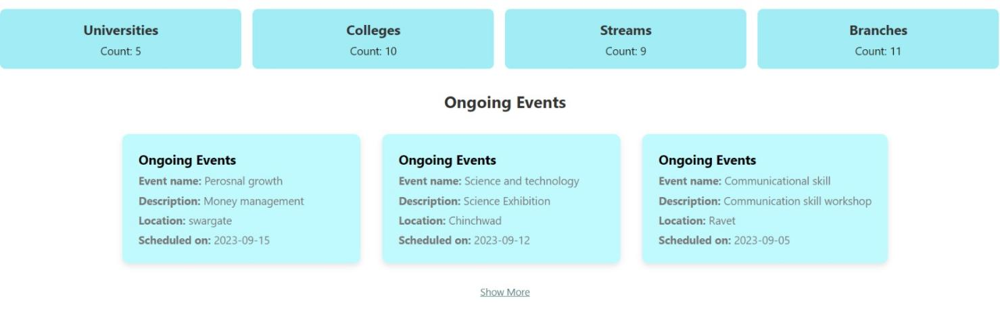 Universities
Count: 5
Colleges
Count: 10
Streams
Count: 9
Branches
Count: 11
Ongoing Events
Ongoing Events
Event name: Perosnal growth
Description: Money management
Location: swargate
Scheduled on: 2023-09-15
Ongoing Events
Event name: Science and technology
Description: Science Exhibition
Location: Chinchwad
Scheduled on: 2023-09-12
Ongoing Events
Event name: Communicational skill
Description: Communication skill workshop
Location: Ravet
Scheduled on: 2023-09-05
Show More